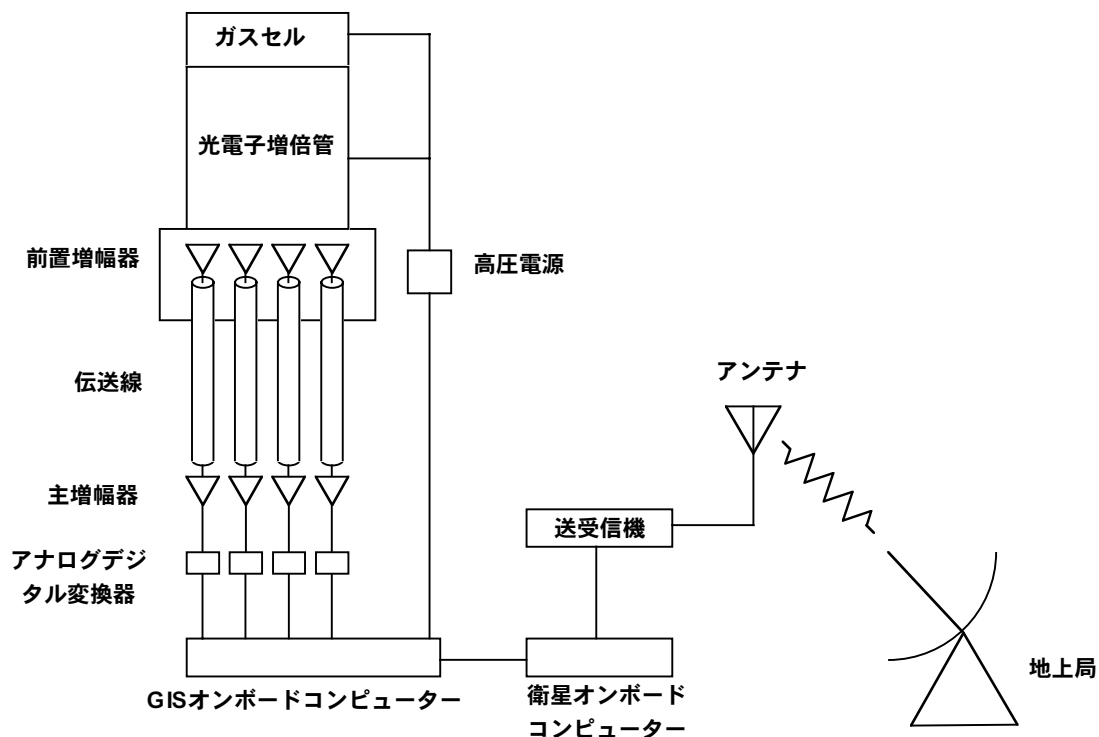 ガスセル
光電子増倍管
前置増幅器
高圧電源
伝送線
アンテナ
主増幅器
送受信機
アナログデジ
タル変換器
地上局
GISオンボードコンピューター
衛星オンボード
コンピューター